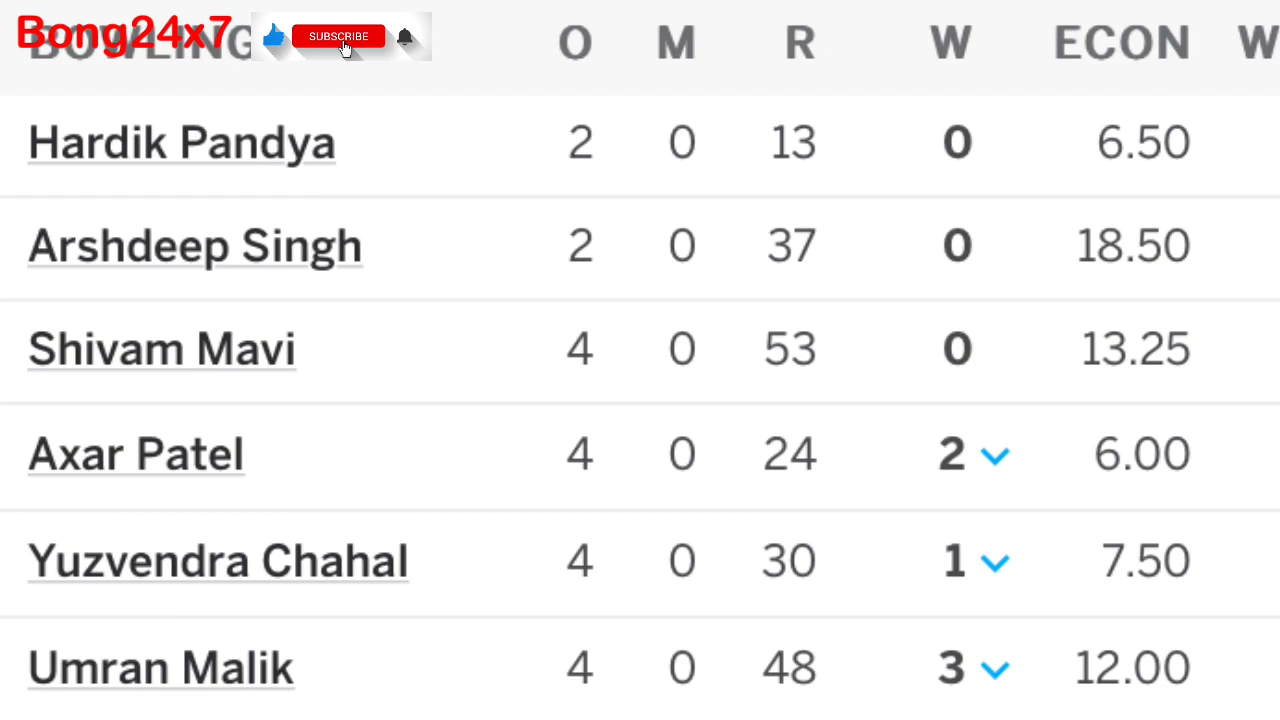 Bong24x7
BOWLING SUBSCRIBE O M R W ECON W
Hardik Pandya 2 0 13 0 6.50
Arshdeep Singh 2 0 37 0 18.50
Shivam Mavi 4 0 53 0 13.25
Axar Patel 4 0 24 2 6.00
Yuzvendra Chahal 4 0 30 1 7.50
Umran Malik 4 0 48 3 12.00